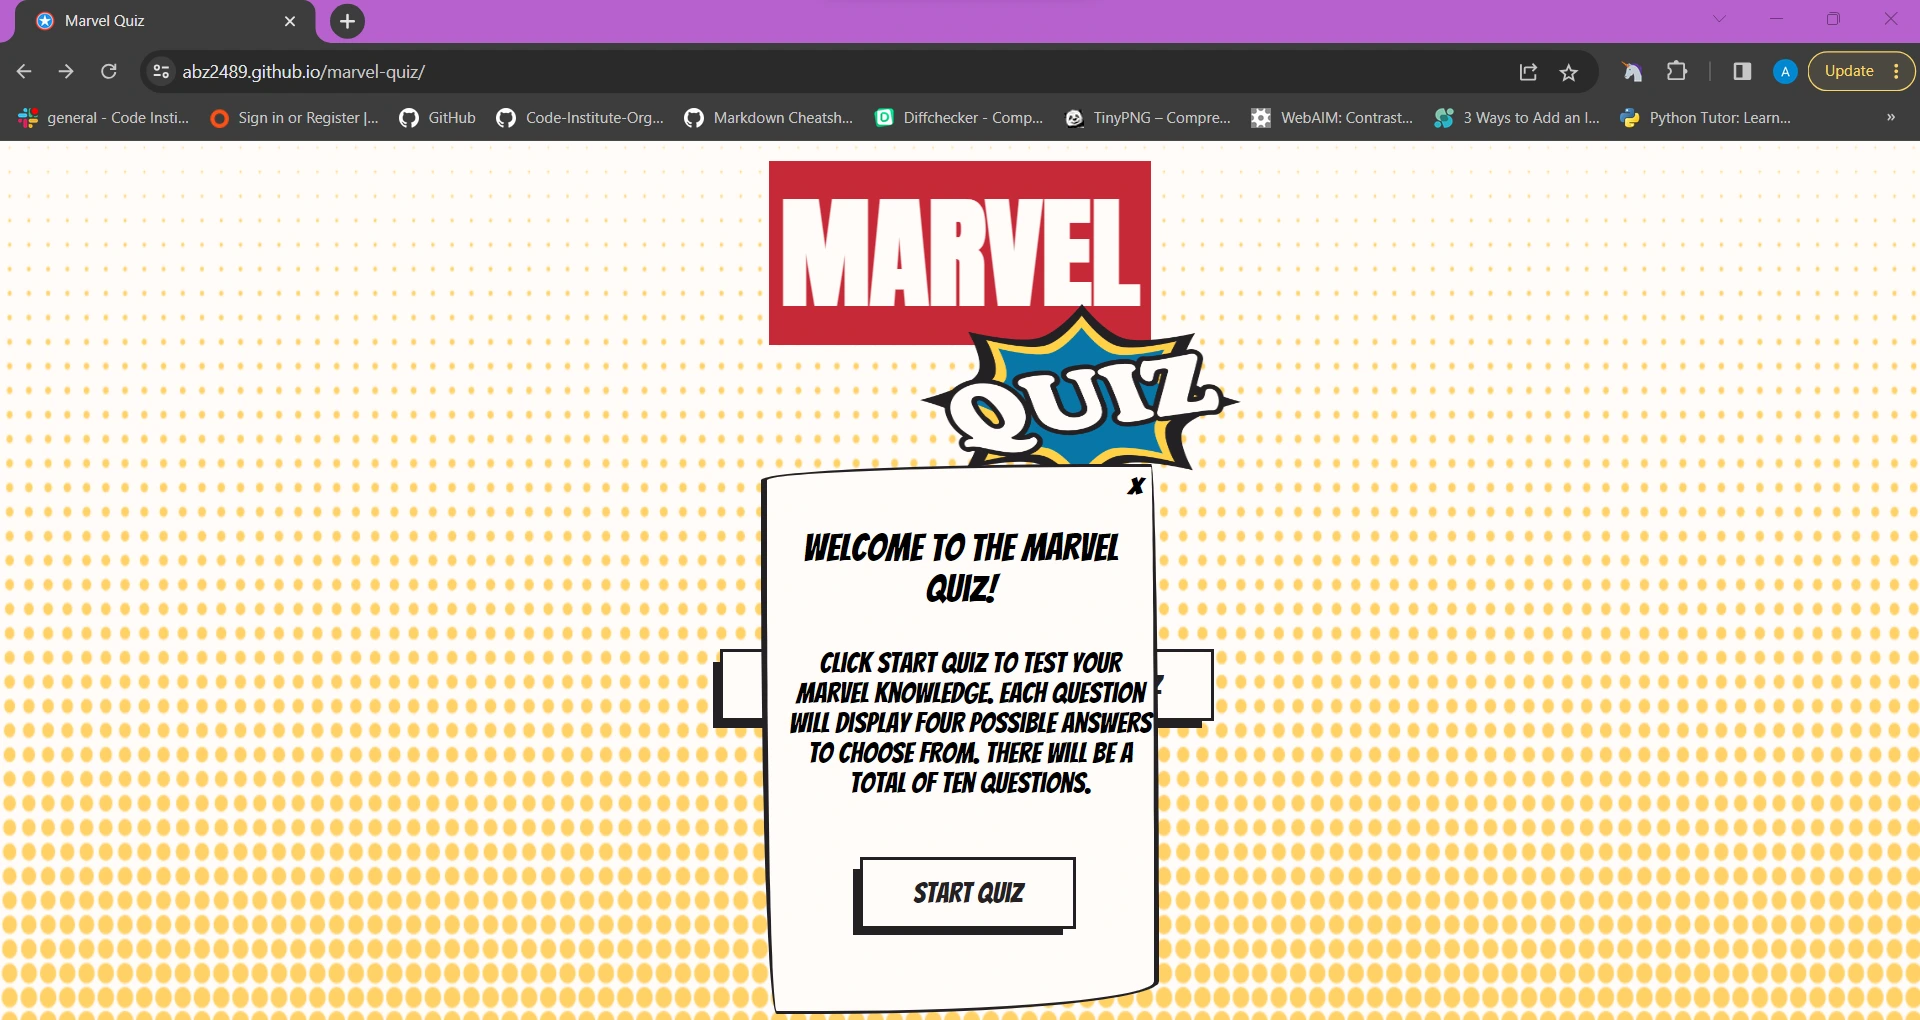 Marvel Quiz
abz2489.github.io/marvel-quiz/
A
Update
general - Code Insti...
Sign in or Register |...
GitHub
Code-Institute-Org...
Markdown Cheatsh...
Diffchecker - Comp...
TinyPNG – Compre...
WebAIM: Contrast...
3 Ways to Add an I...
Python Tutor: Learn...
»
MARVEL
QUIZ
X
WELCOME TO THE MARVEL
QUIZ!
CLICK START QUIZ TO TEST YOUR
MARVEL KNOWLEDGE. EACH QUESTION
WILL DISPLAY FOUR POSSIBLE ANSWERS
TO CHOOSE FROM. THERE WILL BE A
TOTAL OF TEN QUESTIONS.
START QUIZ